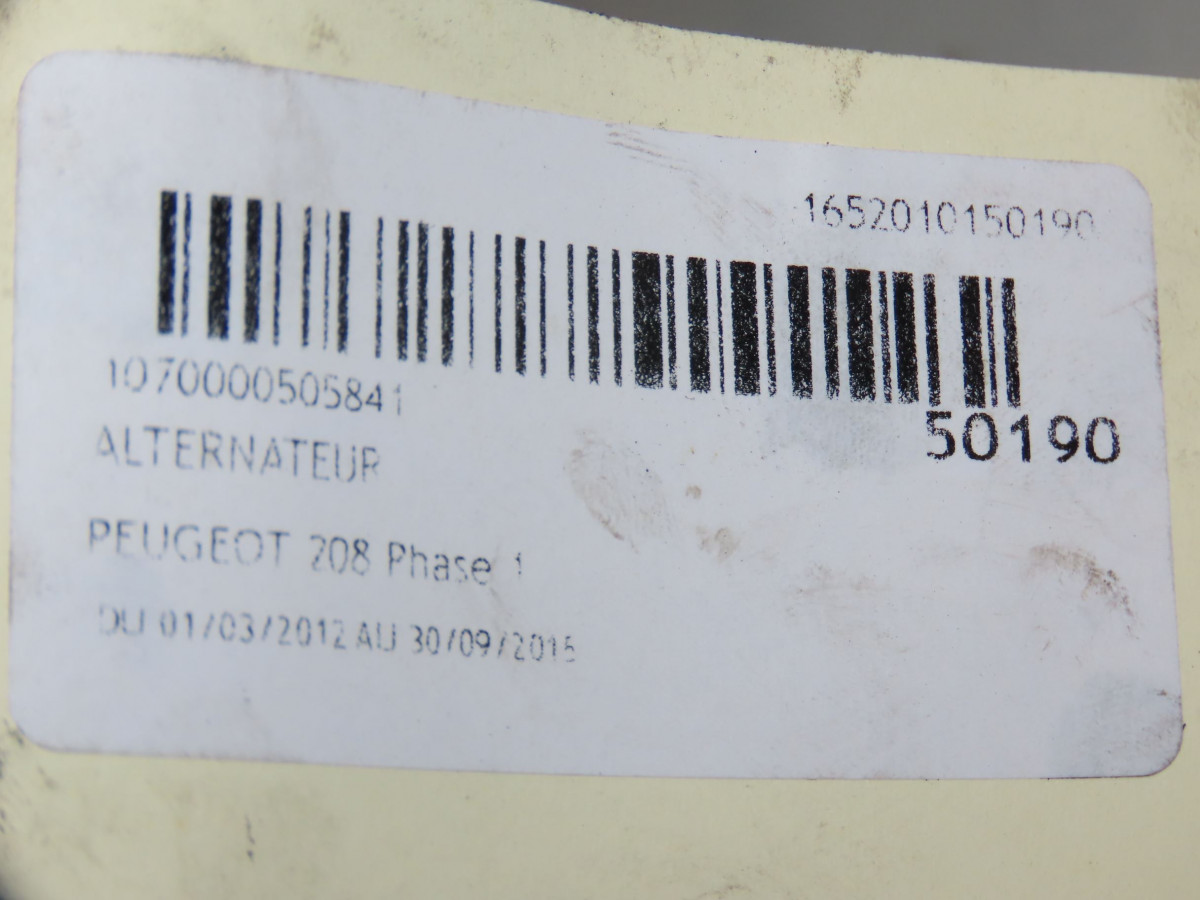 1652010150190
1070000505841
50190
ALTERNATEUR
PEUGEOT 208 Phase 1
DU 01/03/2012 AU 30/09/2015